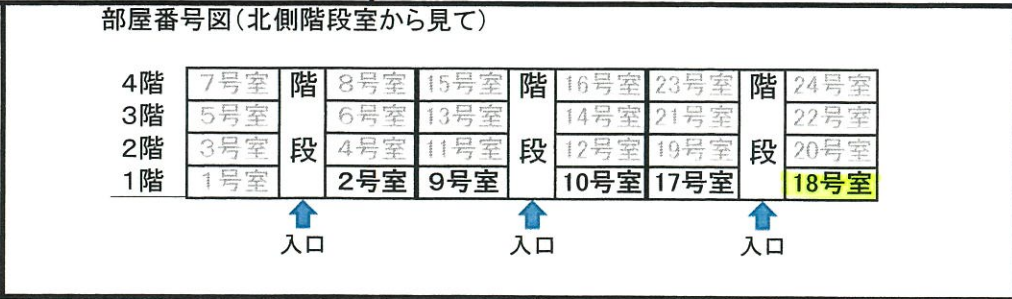 部屋番号図(北側階段室から見て)
4階 7号室 階 8号室 15号室 階 16号室 23号室 階 24号室
3階 5号室 6号室 13号室 14号室 21号室 22号室
2階 3号室 段 4号室 11号室 段 12号室 19号室 段 20号室
1階 1号室 2号室 9号室 10号室 17号室 18号室
入口 入口 入口